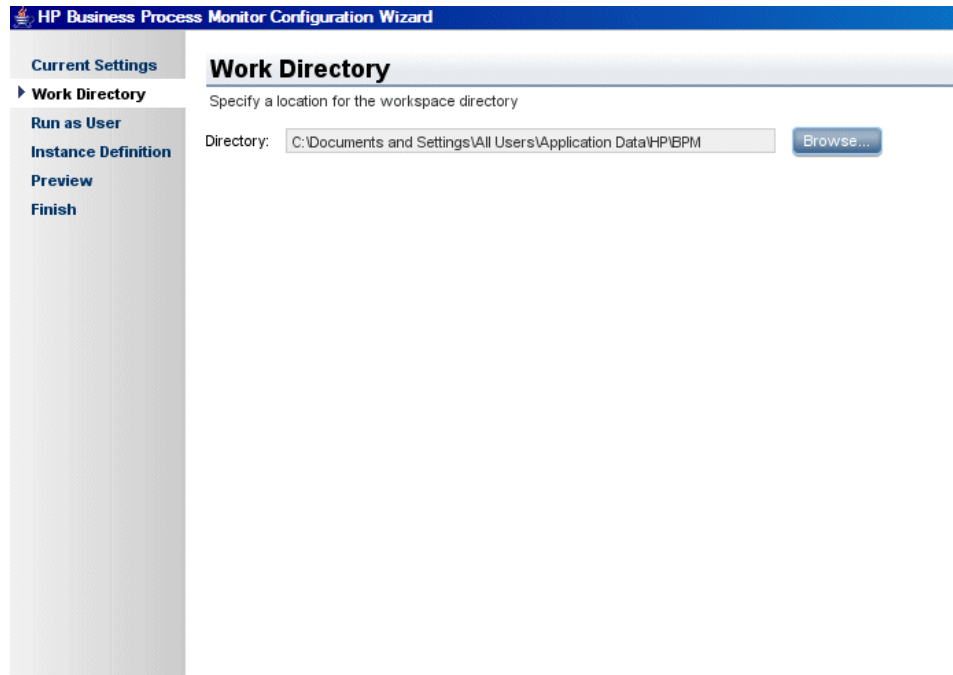 HP Business Process Monitor Configuration Wizard
Current Settings
Work Directory
Run as User
Instance Definition
Preview
Finish
Work Directory
Specify a location for the workspace directory
Directory: C:\Documents and Settings\All Users\Application Data\HP\BPM Browse...